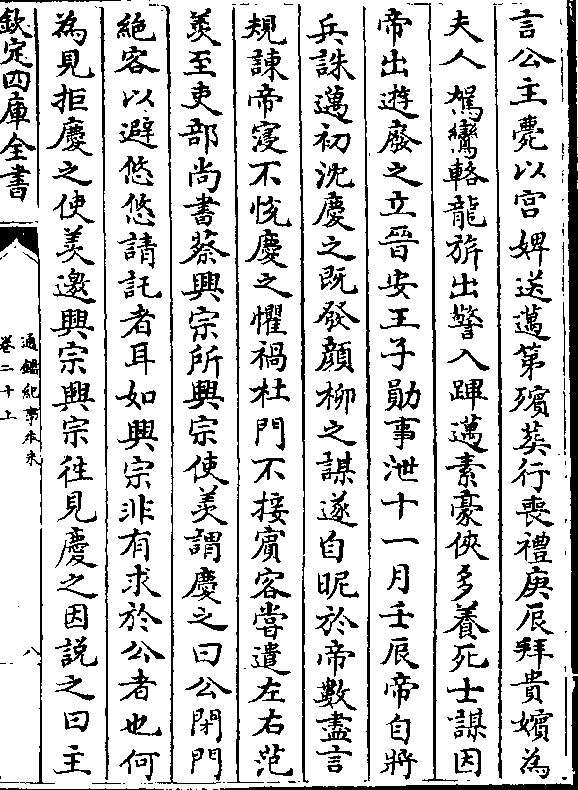 言公主薨以宫婢送邁第殯葬行喪禮庚辰拜貴嬪為
夫人駕鸞輅龍旂出警入蹕邁素豪俠多養死士謀因
帝出遊廢之立晉安王子勛事泄十一月壬辰帝自將
兵誅邁初沈慶之既發顔柳之謀遂自昵於帝數盡言
規諫帝寖不悅慶之懼禍杜門不接賓客嘗遣左右范
羡至吏部尚書蔡興宗所興宗使羡謂慶之曰公閉門
絶客以避悠悠請託者耳如興宗非有求於公者也何
為見拒慶之使羡邀興宗興宗往見慶之因説之曰主
欽定四庫全書
通鑑紀事本末
卷二十上
八